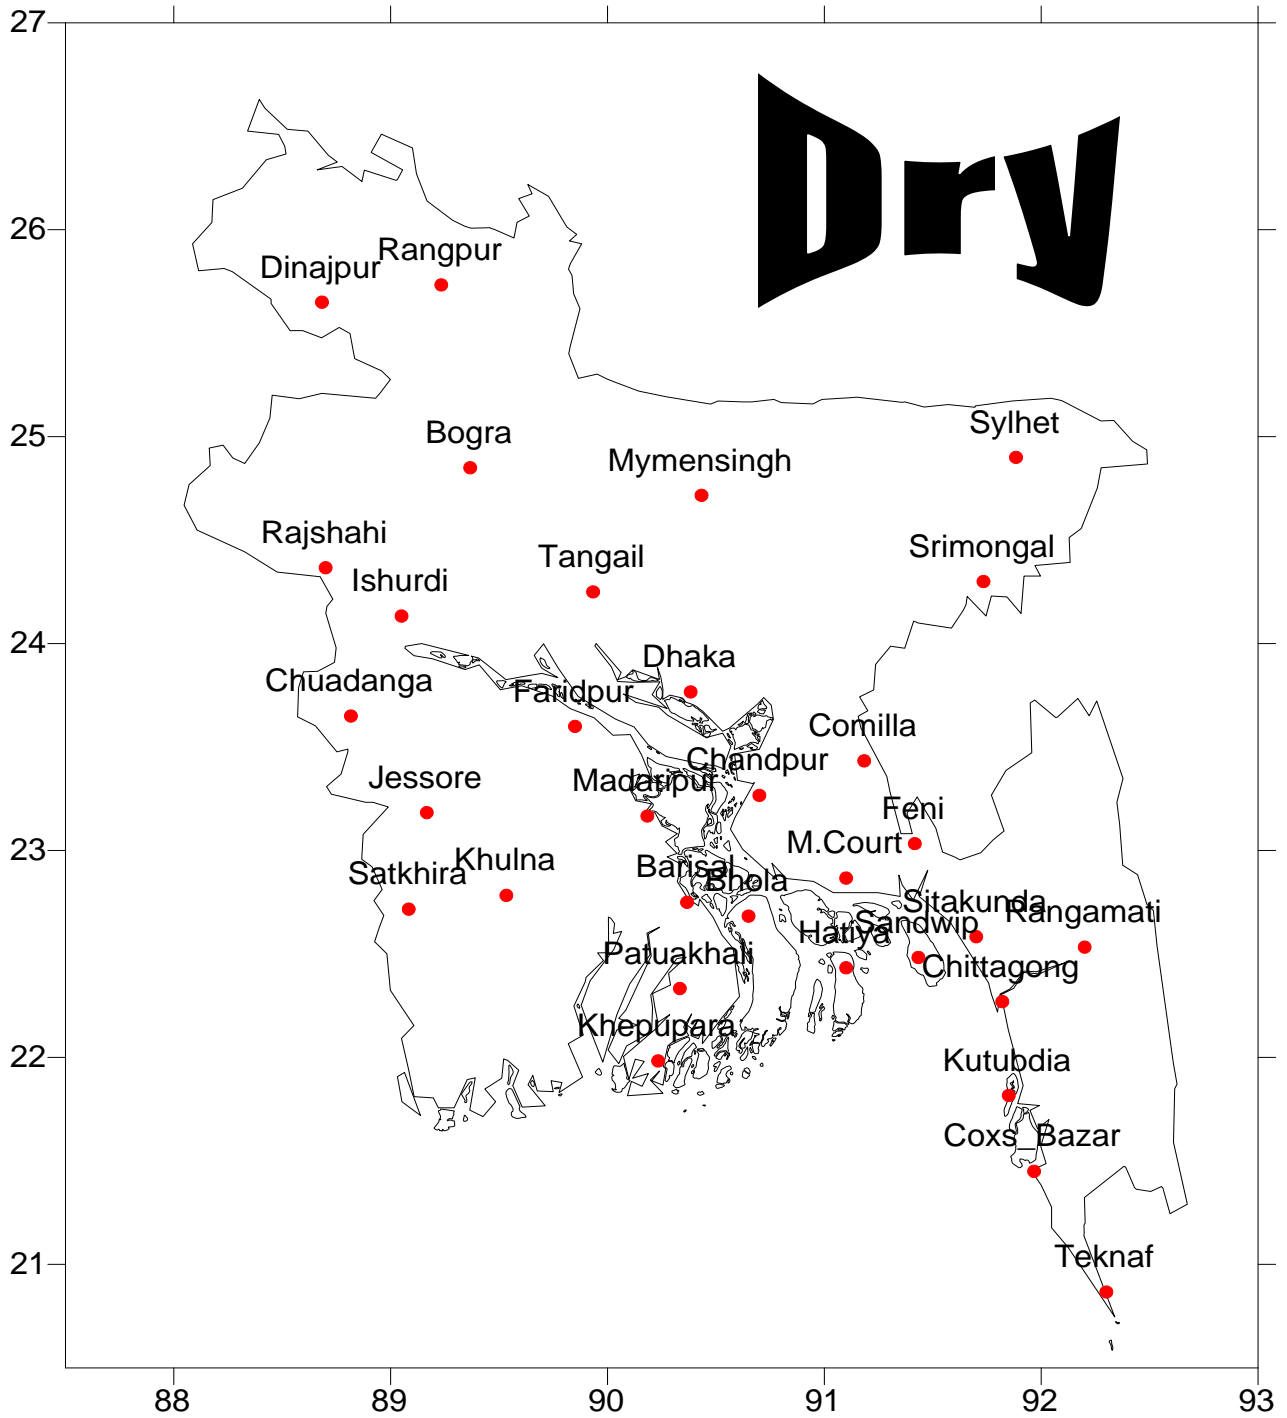 27
Dry
26
Rangpur
Dinajpur
25
Sylhet
Bogra
Mymensingh
Rajshahi
Srimongal
Tangail
Ishurdi
24
Dhaka
Chuadanga
Faridpur
Comilla
Chandpur
Jessore
Madaripur
Feni
23
M.Court
Khulna
Barisal
Satkhira
Bhola
Sitakunda
Rangamati
Sandwip
Hatiya
Patuakhali
Chittagong
Khepupara
22
Kutubdia
Coxs_Bazar
21
Teknaf
88 89 90 91 92 93